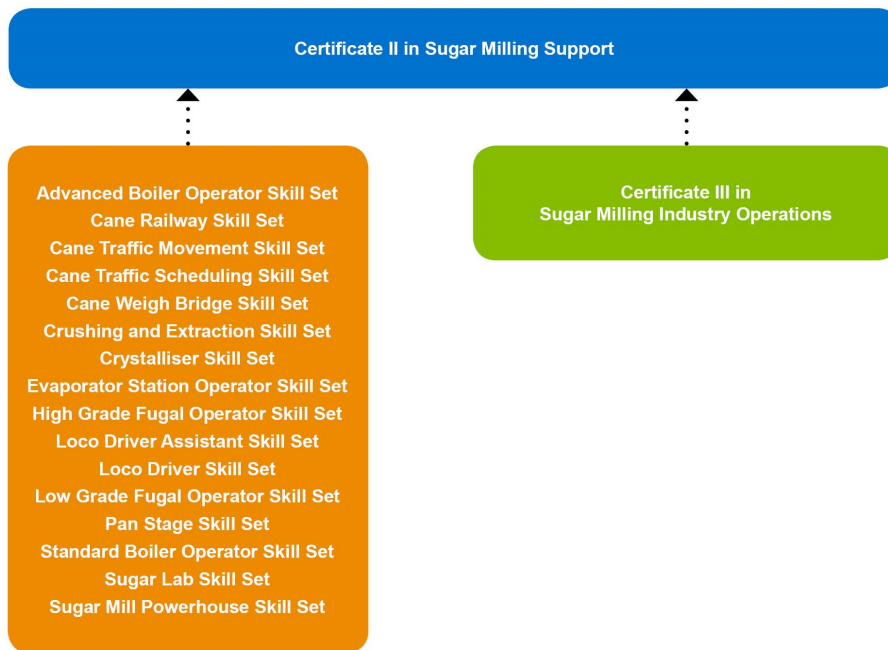 Certificate II in Sugar Milling Support
Advanced Boiler Operator Skill Set
Cane Railway Skill Set
Cane Traffic Movement Skill Set
Cane Traffic Scheduling Skill Set
Cane Weigh Bridge Skill Set
Crushing and Extraction Skill Set
Crystalliser Skill Set
Evaporator Station Operator Skill Set
High Grade Fugal Operator Skill Set
Loco Driver Assistant Skill Set
Loco Driver Skill Set
Low Grade Fugal Operator Skill Set
Pan Stage Skill Set
Standard Boiler Operator Skill Set
Sugar Lab Skill Set
Sugar Mill Powerhouse Skill Set
Certificate III in
Sugar Milling Industry Operations